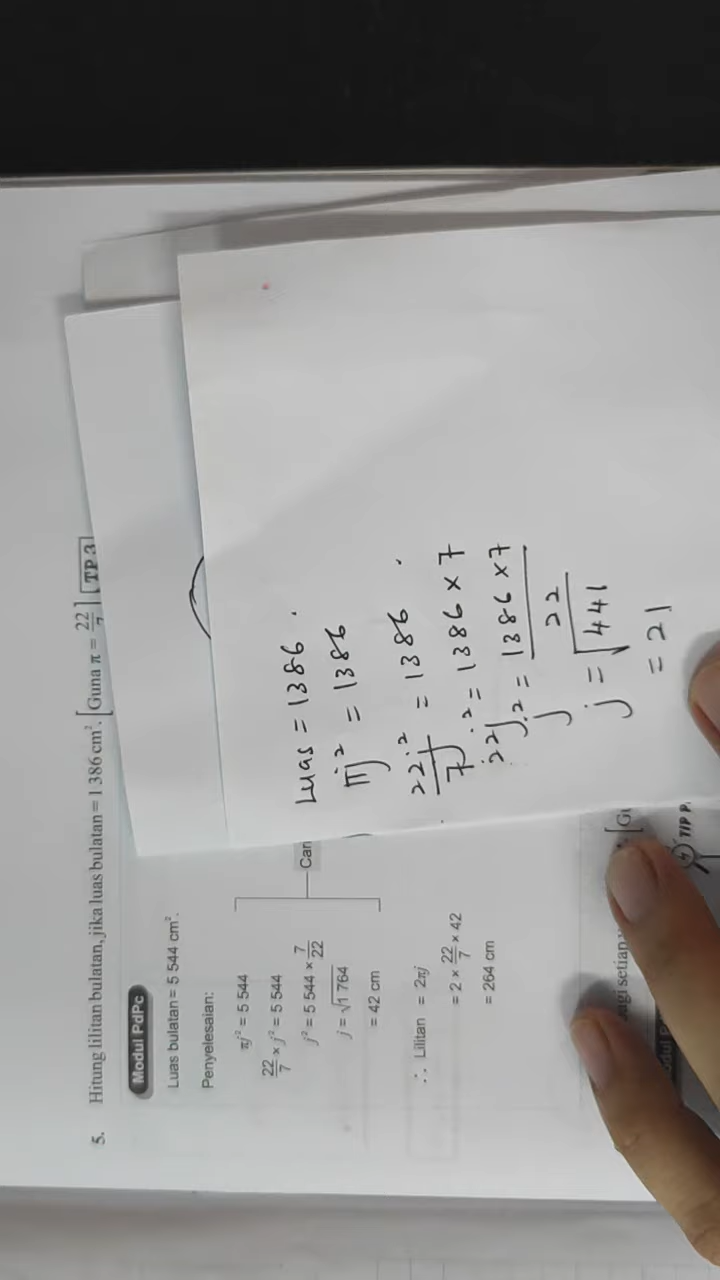 5. Hitung lilitan bulatan, jika luas bulatan = 1 386 cm². [Guna π = 22/7] TP 3
Modul PdPc
Luas bulatan = 5 544 cm².
Penyelesaian:
πj² = 5 544
22/7 × j² = 5 544
j² = 5 544 × 7/22
j = √1 764
= 42 cm
Cari
∴ Lilitan = 2πj
= 2 × 22/7 × 42
= 264 cm
Luas = 1386.
πj² = 1386
22j²/7 = 1386.
22j² = 1386 × 7
j² = 1386 × 7/22
j = √441
= 21